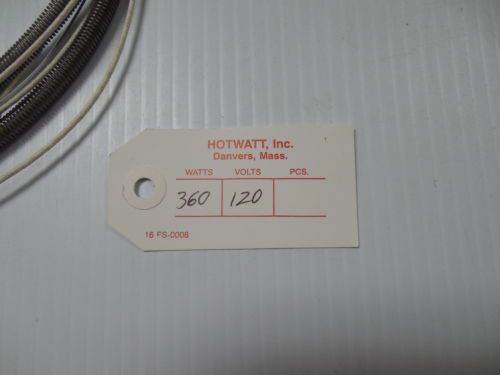 HOTWATT, Inc.
Danvers, Mass.
WATTS VOLTS PCS.
360 120
16 FS-0008